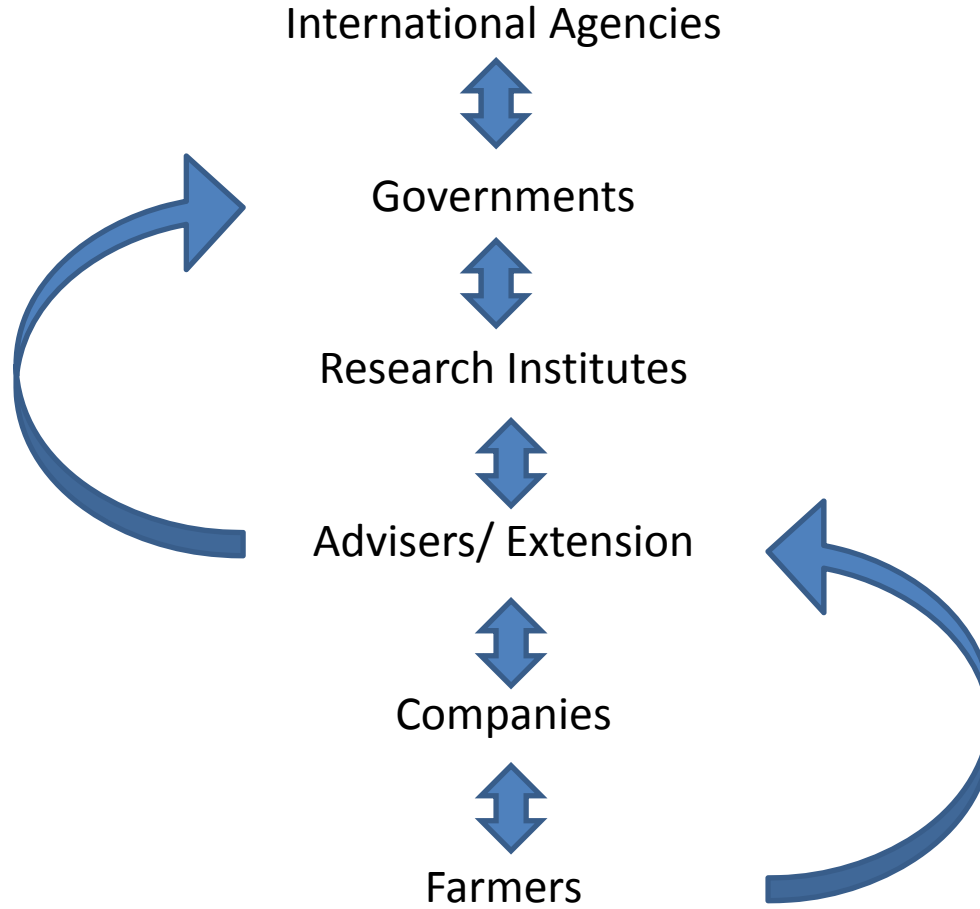 International Agencies
Governments
Research Institutes
Advisers/ Extension
Companies
Farmers